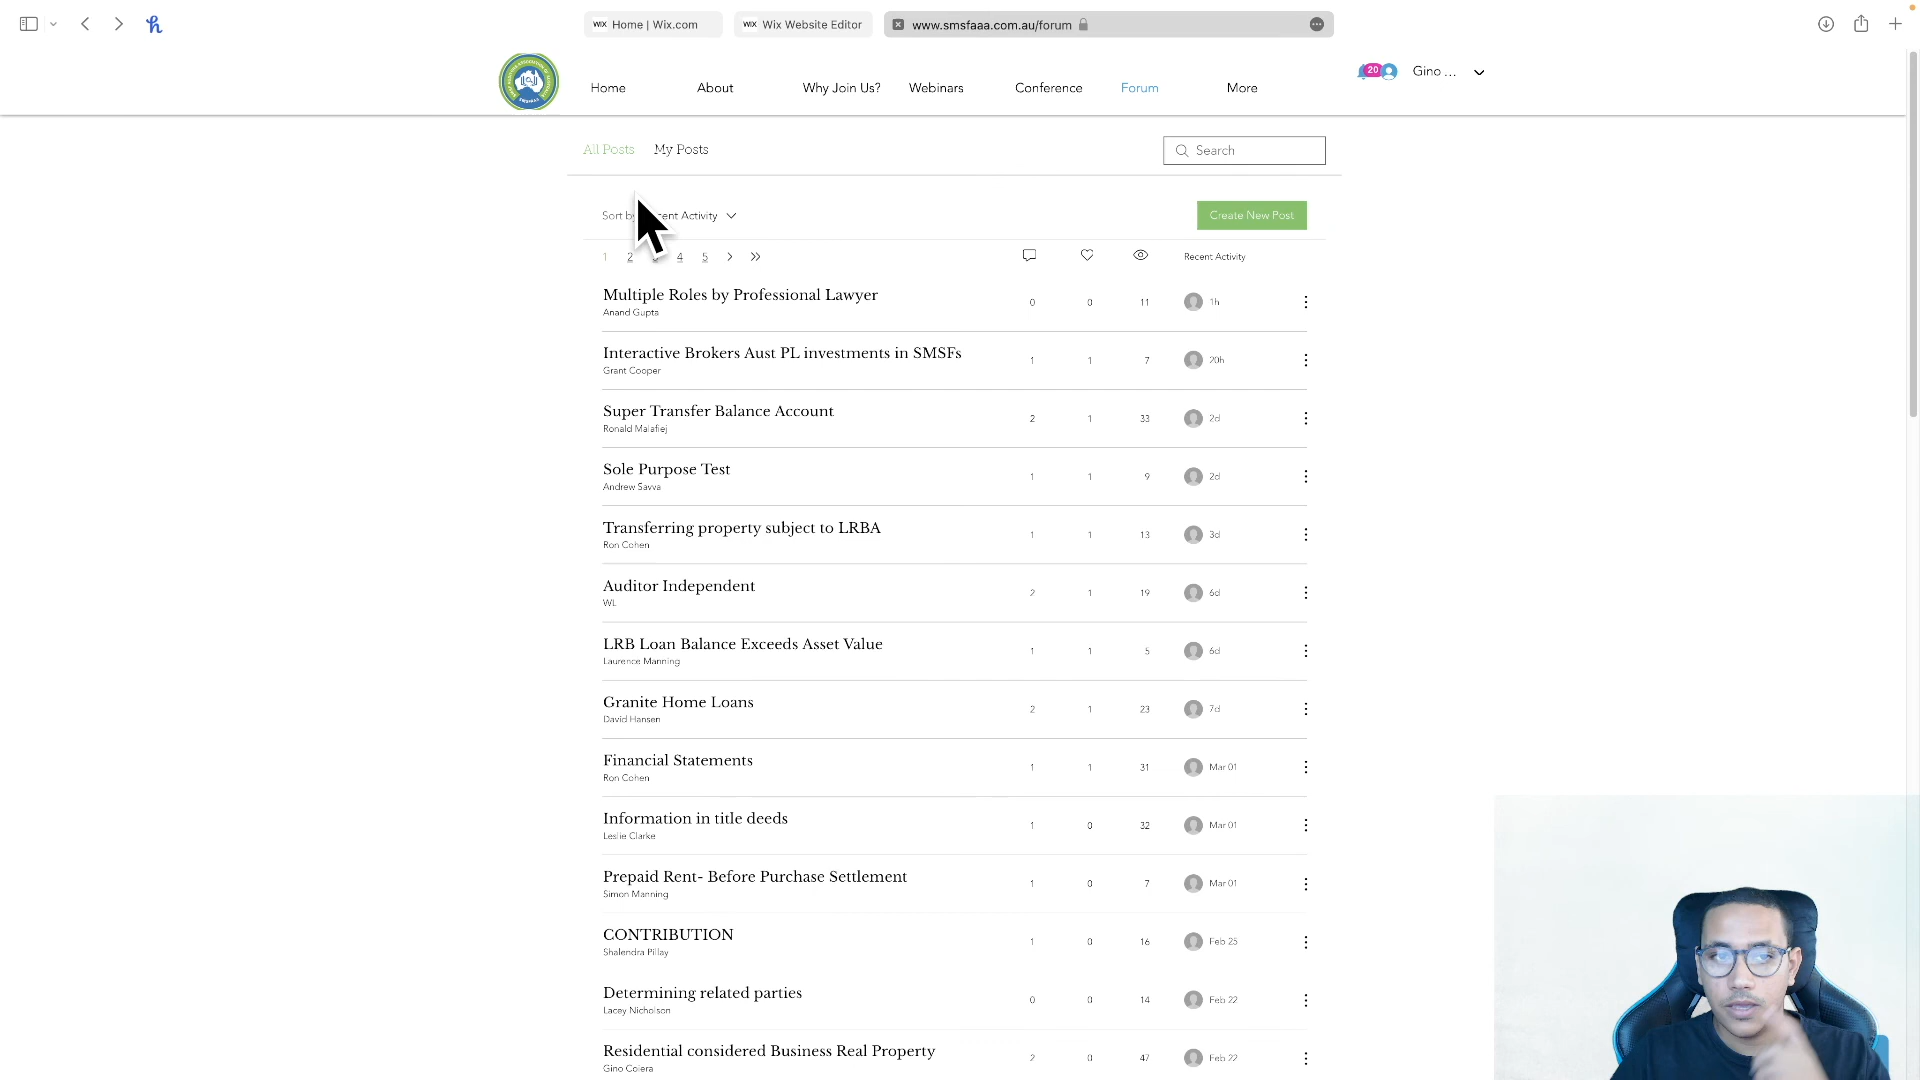 WIX Home | Wix.com
WIX Wix Website Editor
www.smsfaaa.com.au/forum
Home
About
Why Join Us?
Webinars
Conference
Forum
More
20
Gino ...
All Posts
My Posts
Search
Sort by
ent Activity
Create New Post
1 2 4 5
Recent Activity
Multiple Roles by Professional Lawyer
Anand Gupta
0 0 11 1h
Interactive Brokers Aust PL investments in SMSFs
Grant Cooper
1 1 7 20h
Super Transfer Balance Account
Ronald Malafiej
2 1 33 2d
Sole Purpose Test
Andrew Savva
1 1 9 2d
Transferring property subject to LRBA
Ron Cohen
1 1 13 3d
Auditor Independent
WL
2 1 19 6d
LRB Loan Balance Exceeds Asset Value
Laurence Manning
1 1 5 6d
Granite Home Loans
David Hansen
2 1 23 7d
Financial Statements
Ron Cohen
1 1 31 Mar 01
Information in title deeds
Leslie Clarke
1 0 32 Mar 01
Prepaid Rent- Before Purchase Settlement
Simon Manning
1 0 7 Mar 01
CONTRIBUTION
Shalendra Pillay
1 0 16 Feb 25
Determining related parties
Lacey Nicholson
0 0 14 Feb 22
Residential considered Business Real Property
Gino Colera
2 0 47 Feb 22